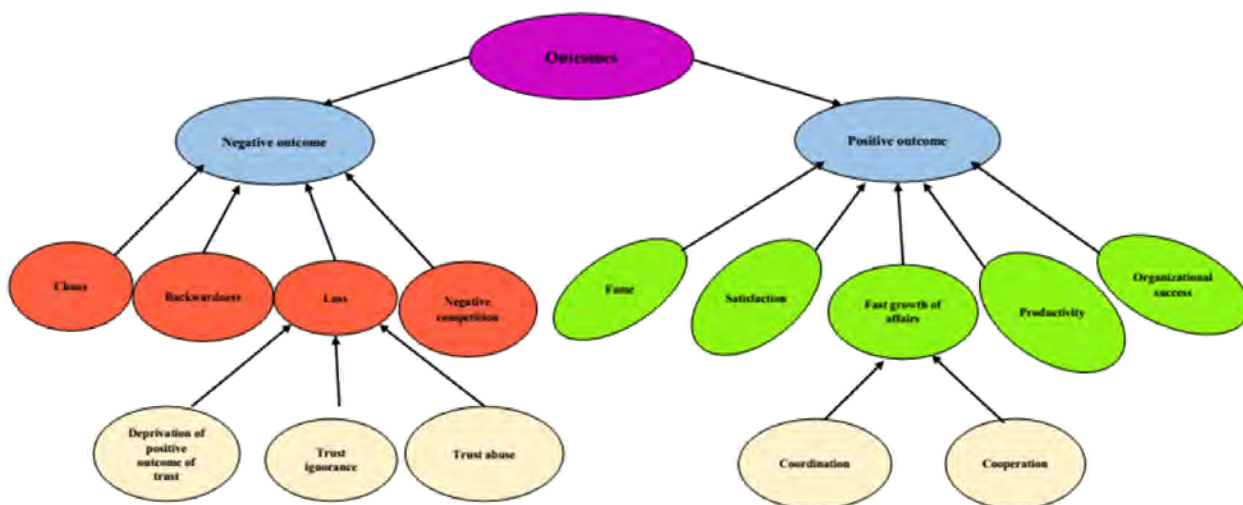 Outcomes
Negative outcome
Positive outcome
Chaos
Backwardness
Loss
Negative
competition
Fame
Satisfaction
Fast growth of
affairs
Productivity
Organizational
success
Deprivation of
positive
outcome of
trust
Trust
ignorance
Trust abuse
Coordination
Cooperation